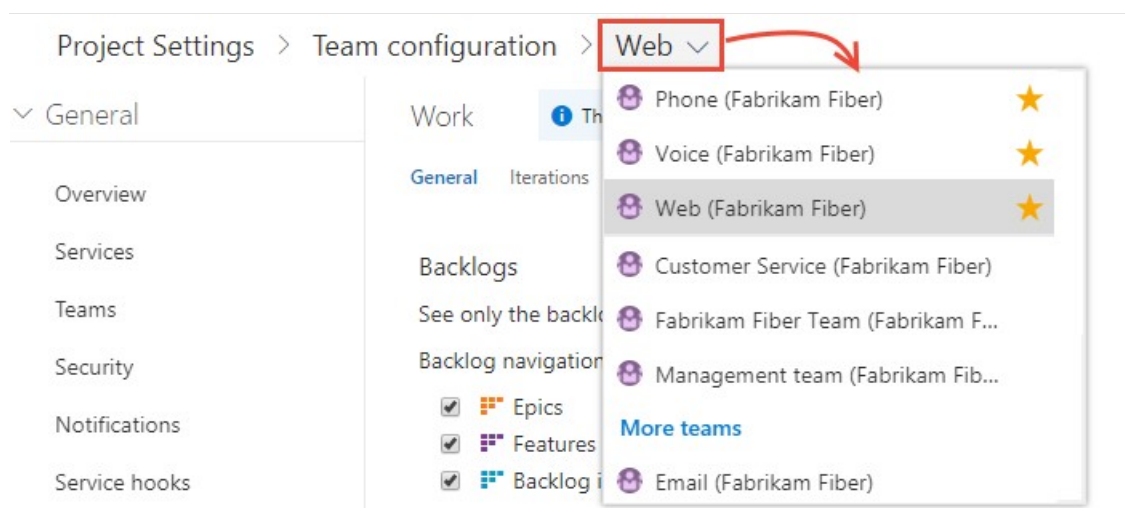 Project Settings > Team configuration > Web
General
Overview
Services
Teams
Security
Notifications
Service hooks
Work
Th
General Iterations
Backlogs
See only the backlo
Backlog navigation
Epics
Features
Backlog i
Phone (Fabrikam Fiber)
Voice (Fabrikam Fiber)
Web (Fabrikam Fiber)
Customer Service (Fabrikam Fiber)
Fabrikam Fiber Team (Fabrikam F...
Management team (Fabrikam Fib...
More teams
Email (Fabrikam Fiber)